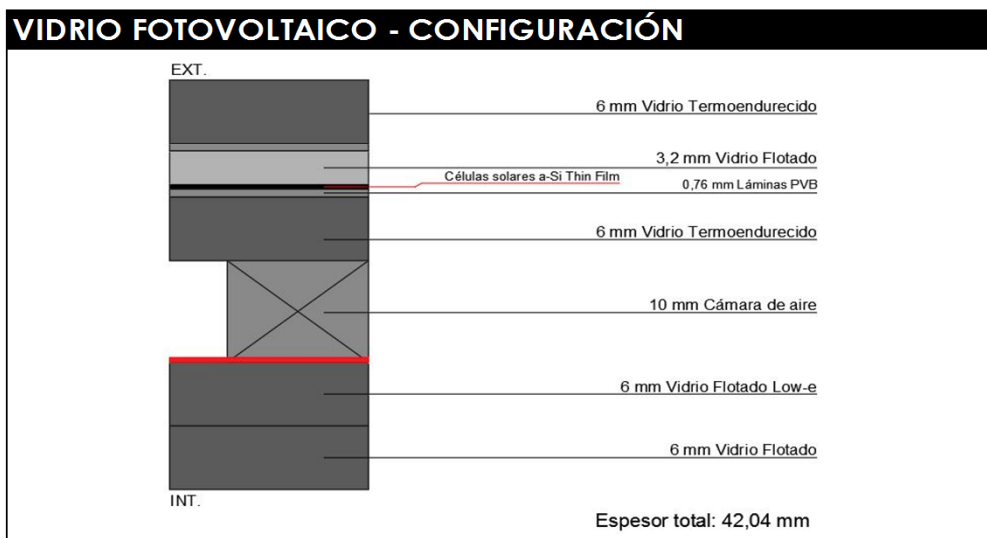 VIDRIO FOTOVOLTAICO - CONFIGURACIÓN
EXT.
6 mm Vidrio Termoendurecido
3,2 mm Vidrio Flotado
Células solares a-Si Thin Film
0,76 mm Láminas PVB
6 mm Vidrio Termoendurecido
10 mm Cámara de aire
6 mm Vidrio Flotado Low-e
6 mm Vidrio Flotado
INT.
Espesor total: 42,04 mm